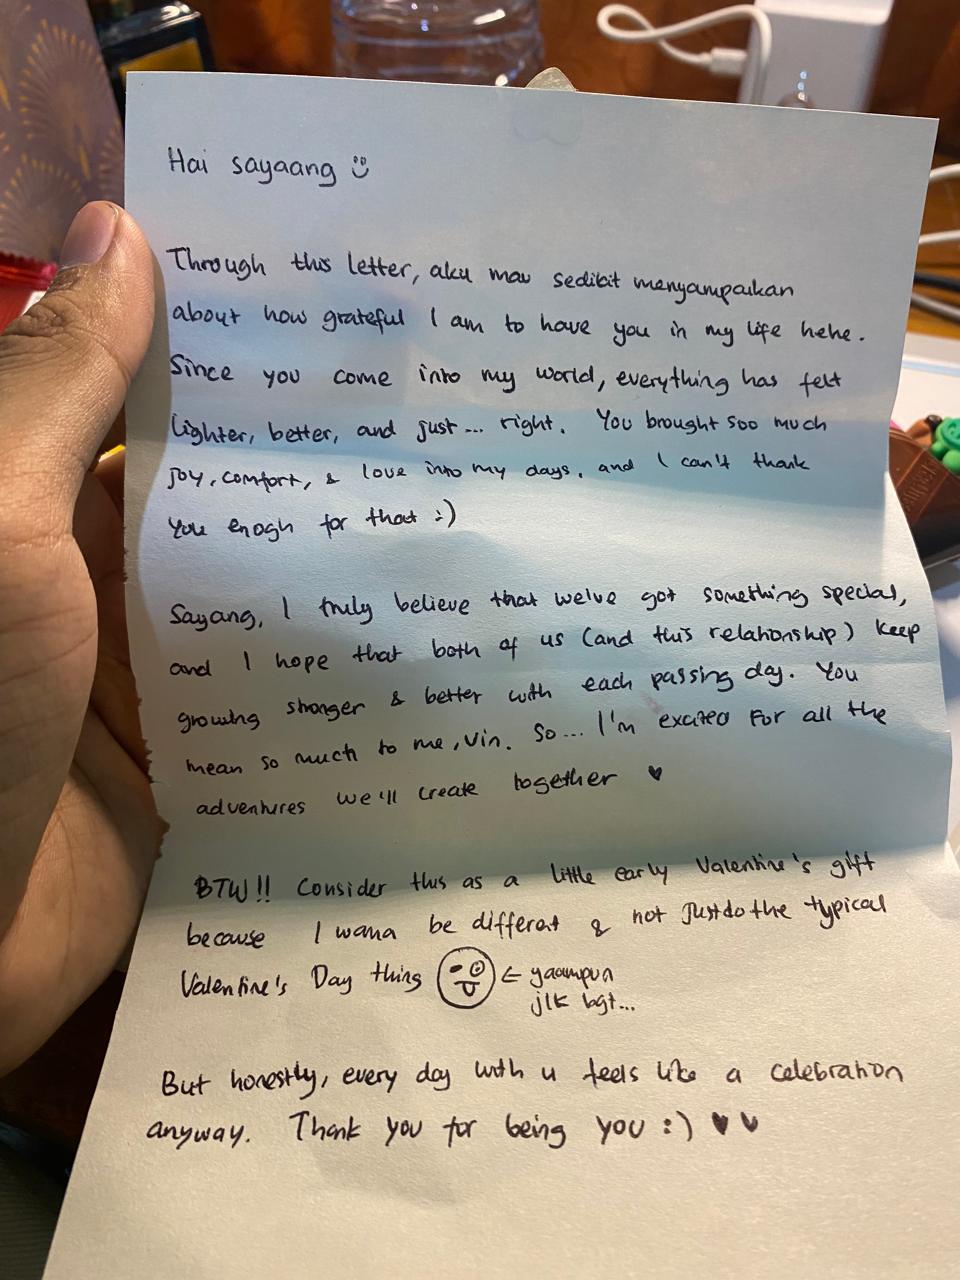 Hai sayaang
Through this letter, aku mau sedikit menyampaikan
about how grateful I am to have you in my life hehe.
Since you come into my world, everything has felt
lighter, better, and just... right. You brought soo much
joy, comfort, & love into my days, and I can't thank
you enogh for that :)
Sayang, I truly believe that we've got something special,
and I hope that both of us (and this relationship) keep
growing stronger & better with each passing day. You
mean so much to me, Vin. So... I'm excited for all the
adventures we'll create together ♥
BTW!! Consider this as a little early Valentine's gift
because I wana be different & not just do the typical
Valentine's Day thing ← yaampun
jlk bgt...
But honestly, every day with u feels like a celebration
anyway. Thank you for being you :) ♥ ♥